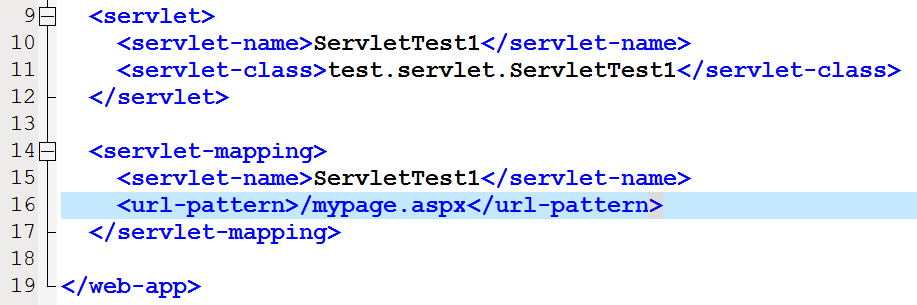 9 <servlet>
10 <servlet-name>ServletTest1</servlet-name>
11 <servlet-class>test.servlet.ServletTest1</servlet-class>
12 </servlet>
13
14 <servlet-mapping>
15 <servlet-name>ServletTest1</servlet-name>
16 <url-pattern>/mypage.aspx</url-pattern>
17 </servlet-mapping>
18
19 </web-app>